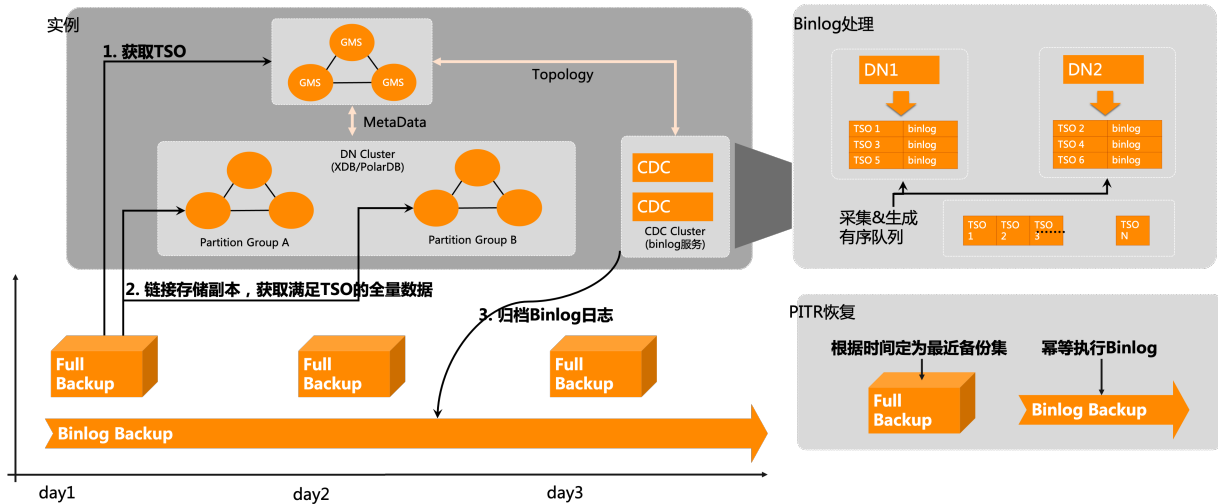 实例
1. 获取TSO
GMS
GMS
GMS
Topology
MetaData
DN Cluster
(XDB/PolarDB)
Partition Group A
Partition Group B
CDC
CDC
CDC Cluster
(binlog服务)
2. 链接存储副本，获取满足TSO的全量数据
3. 归档Binlog日志
Full
Backup
Full
Backup
Full
Backup
Binlog Backup
day1
day2
day3
Binlog处理
DN1
DN2
TSO 1 binlog
TSO 3 binlog
TSO 5 binlog
TSO 2 binlog
TSO 4 binlog
TSO 6 binlog
采集&生成
有序队列
TSO
1
TSO
2
TSO
3
.......
TSO
N
PITR恢复
根据时间定为最近备份集
幂等执行Binlog
Full
Backup
Binlog Backup